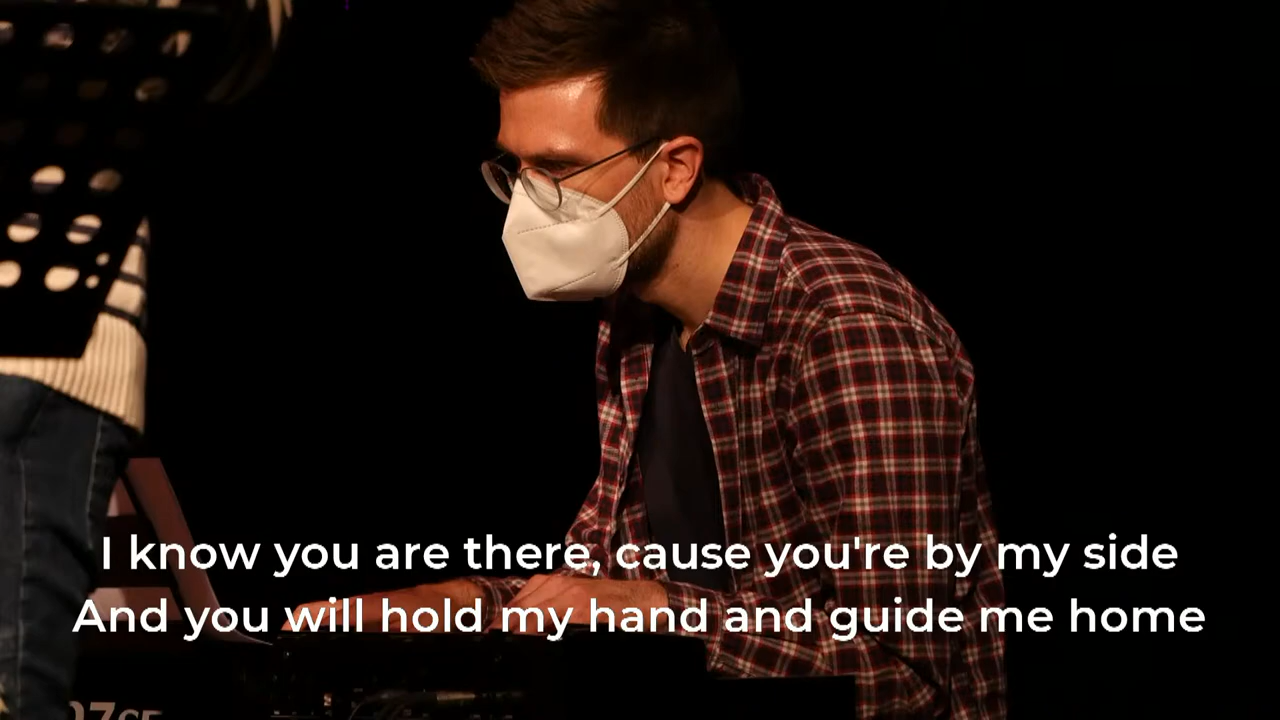 I know you are there, cause you're by my side
And you will hold my hand and guide me home